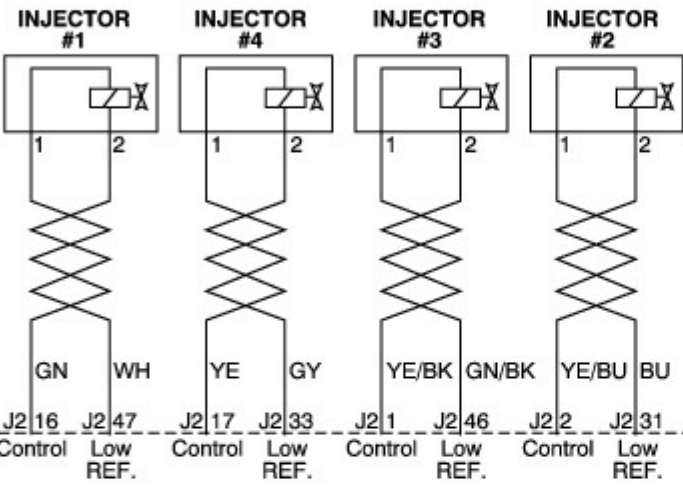 INJECTOR INJECTOR INJECTOR INJECTOR
#1 #4 #3 #2
1 2 1 2 1 2 1 2
GN WH YE GY YE/BK GN/BK YE/BU BU
J2 16 J2 47 J2 17 J2 33 J2 1 J2 46 J2 2 J2 31
Control Low Control Low Control Low Control Low
REF. REF. REF. REF.